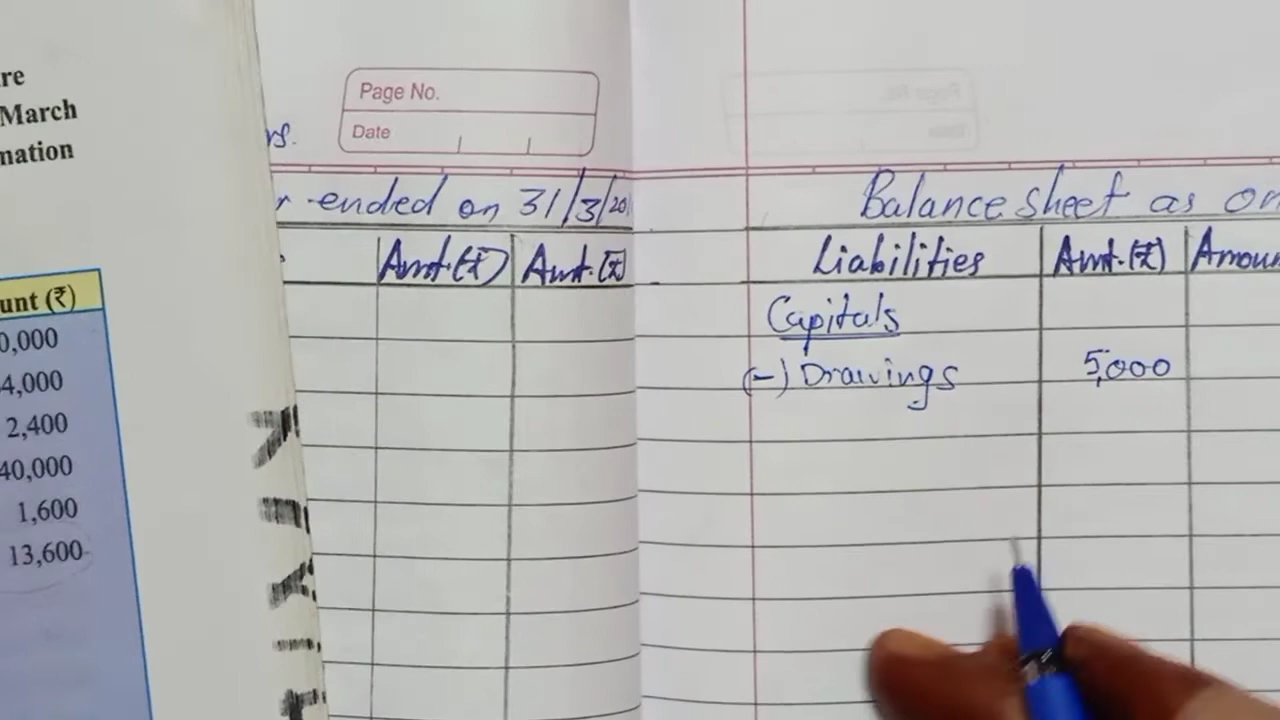 re
March
mation
unt (₹)
0,000
4,000
2,400
40,000
1,600
13,600
Page No.
Date
rs.
r ended on 31/3/20
Amt.(₹) Amt.(₹)
Balance sheet as on
Liabilities Amt.(₹) Amoun
Capitals
(-) Drawings 5,000